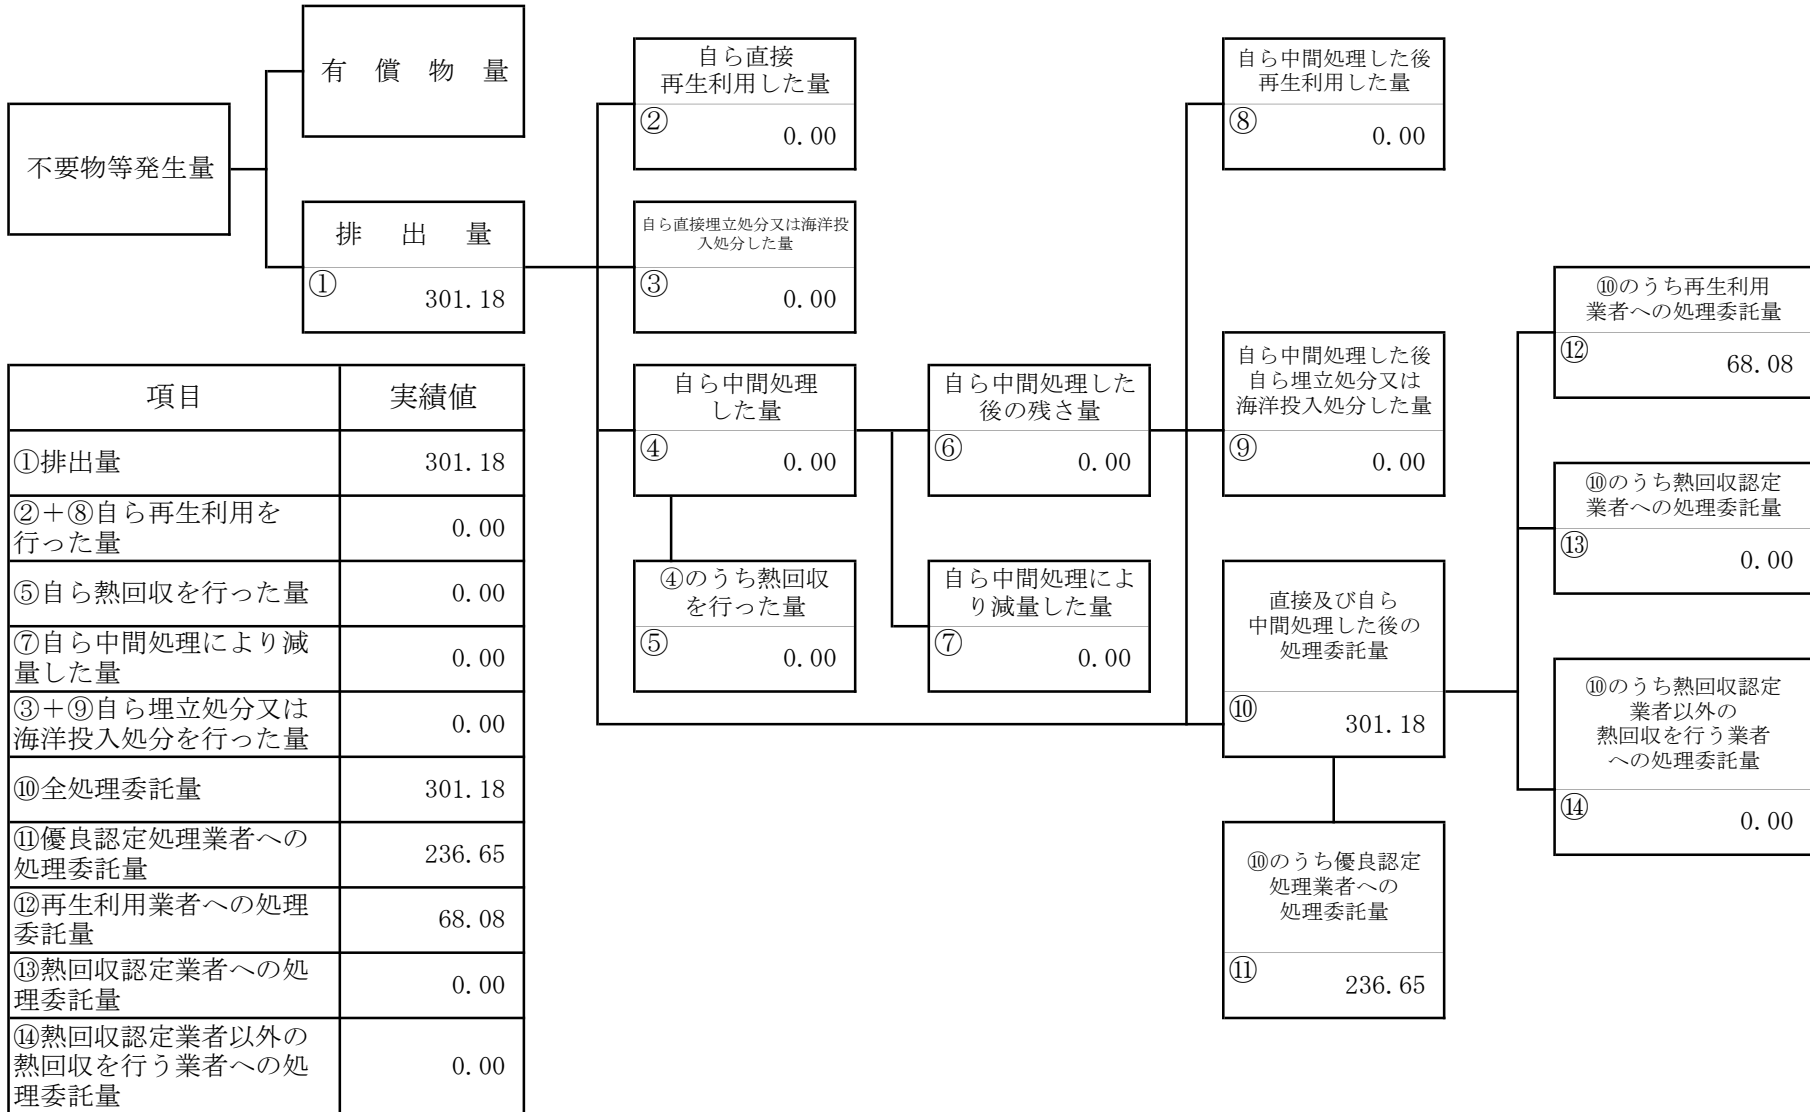 有償物量
不要物等発生量
排出量
①
301.18
自ら直接
再生利用した量
②
0.00
自ら直接埋立処分又は海洋投
入処分した量
③
0.00
自ら中間処理
した量
④
0.00
④のうち熱回収
を行った量
⑤
0.00
自ら中間処理した
後の残さ量
⑥
0.00
自ら中間処理によ
り減量した量
⑦
0.00
自ら中間処理した後
再生利用した量
⑧
0.00
自ら中間処理した後
自ら埋立処分又は
海洋投入処分した量
⑨
0.00
直接及び自ら
中間処理した後の
処理委託量
⑩
301.18
⑩のうち優良認定
処理業者への
処理委託量
⑪
236.65
⑩のうち再生利用
業者への処理委託量
⑫
68.08
⑩のうち熱回収認定
業者への処理委託量
⑬
0.00
⑩のうち熱回収認定
業者以外の
熱回収を行う業者
への処理委託量
⑭
0.00
項目 実績値
①排出量 301.18
②+⑧自ら再生利用を
行った量 0.00
⑤自ら熱回収を行った量 0.00
⑦自ら中間処理により減
量した量 0.00
③+⑨自ら埋立処分又は
海洋投入処分を行った量 0.00
⑩全処理委託量 301.18
⑪優良認定処理業者への
処理委託量 236.65
⑫再生利用業者への処理
委託量 68.08
⑬熱回収認定業者への処
理委託量 0.00
⑭熱回収認定業者以外の
熱回収を行う業者への処
理委託量 0.00